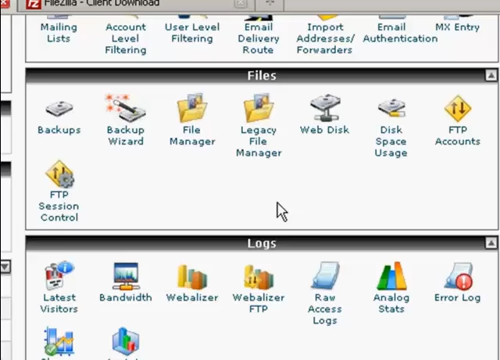 FileZilla - Client Download
Mailing Lists
Account Level Filtering
User Level Filtering
Email Delivery Route
Import Addresses/ Forwarders
Email Authentication
MX Entry
Files
Backups
Backup Wizard
File Manager
Legacy File Manager
Web Disk
Disk Space Usage
FTP Accounts
FTP Session Control
Logs
Latest Visitors
Bandwidth
Webalizer
Webalizer FTP
Raw Access Logs
Analog Stats
Error Log